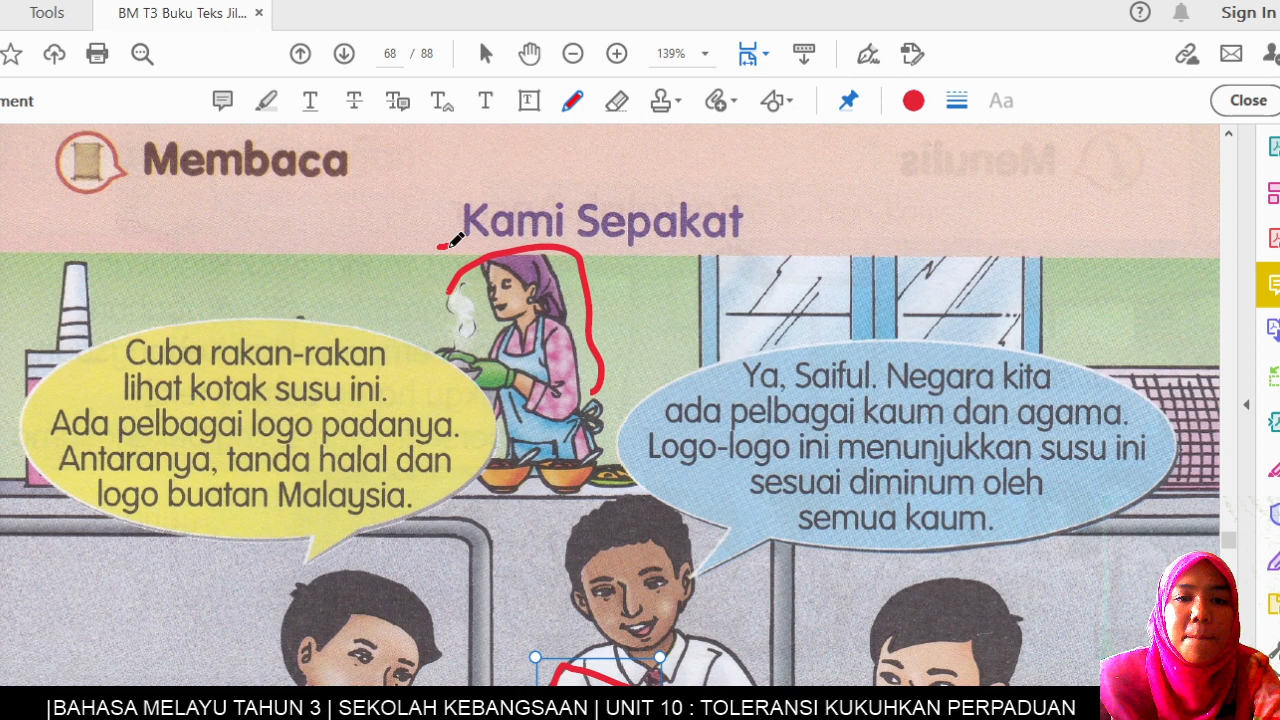 Tools
BM T3 Buku Teks Jil...
Sign In
68 / 88
139%
ment
Aa
Close
Membaca
Menulis
Kami Sepakat
Cuba rakan-rakan
lihat kotak susu ini.
Ada pelbagai logo padanya.
Antaranya, tanda halal dan
logo buatan Malaysia.
Ya, Saiful. Negara kita
ada pelbagai kaum dan agama.
Logo-logo ini menunjukkan susu ini
sesuai diminum oleh
semua kaum.
|BAHASA MELAYU TAHUN 3 | SEKOLAH KEBANGSAAN | UNIT 10 : TOLERANSI KUKUHKAN PERPADUAN